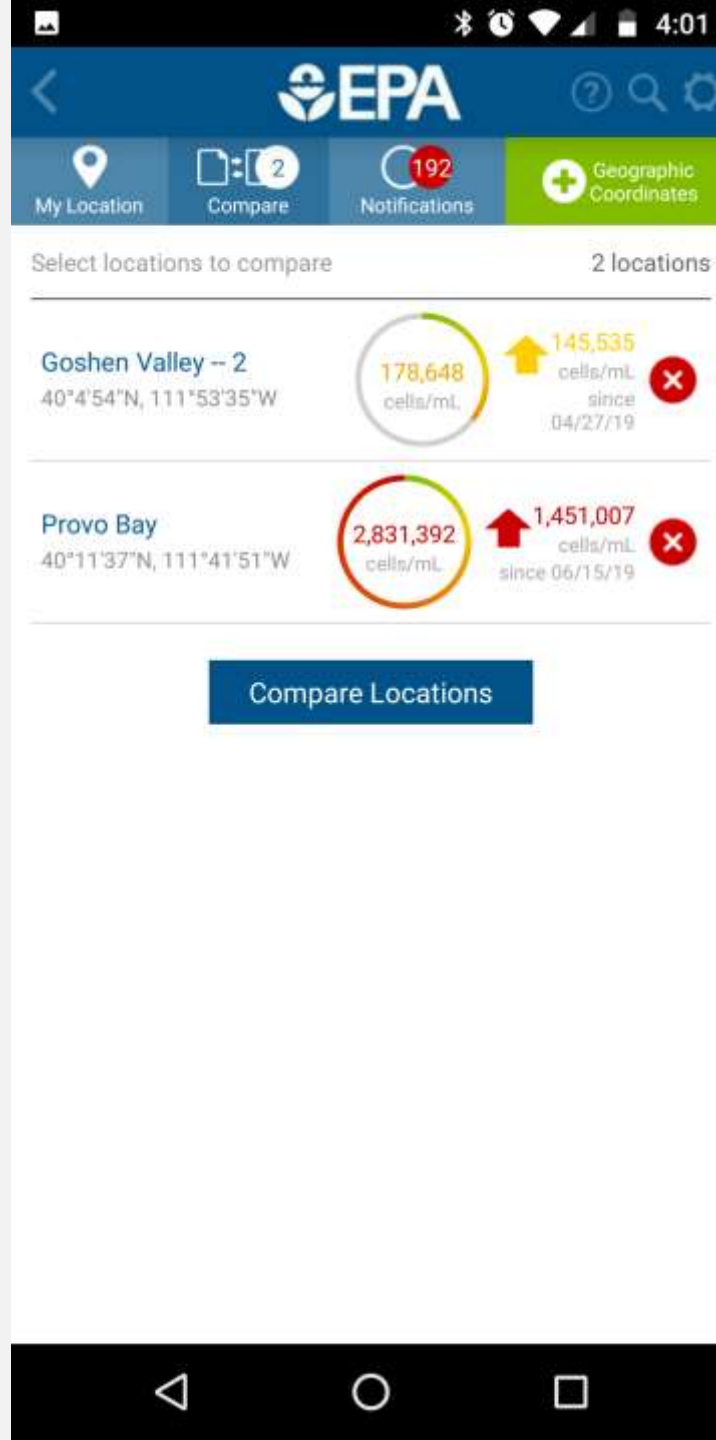 4:01
EPA
My Location
2
Compare
192
Notifications
Geographic
Coordinates
Select locations to compare
2 locations
Goshen Valley -- 2
40°4'54"N, 111°53'35"W
178,648
cells/mL
145,535
cells/mL
since
04/27/19
Provo Bay
40°11'37"N, 111°41'51"W
2,831,392
cells/mL
1,451,007
cells/mL
since 06/15/19
Compare Locations